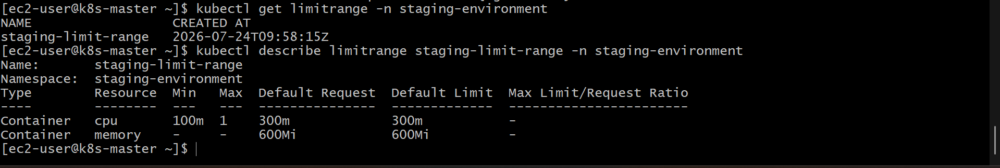 [ec2-user@k8s-master ~]$ kubectl get limitrange -n staging-environment
NAME                  CREATED AT
staging-limit-range   2026-07-24T09:58:15Z
[ec2-user@k8s-master ~]$ kubectl describe limitrange staging-limit-range -n staging-environment
Name:       staging-limit-range
Namespace:  staging-environment
Type        Resource  Min   Max  Default Request  Default Limit  Max Limit/Request Ratio
----        --------  ---   ---  ---------------  -------------  -----------------------
Container   cpu       100m  1    300m             300m           -
Container   memory    -     -    600Mi            600Mi          -
[ec2-user@k8s-master ~]$